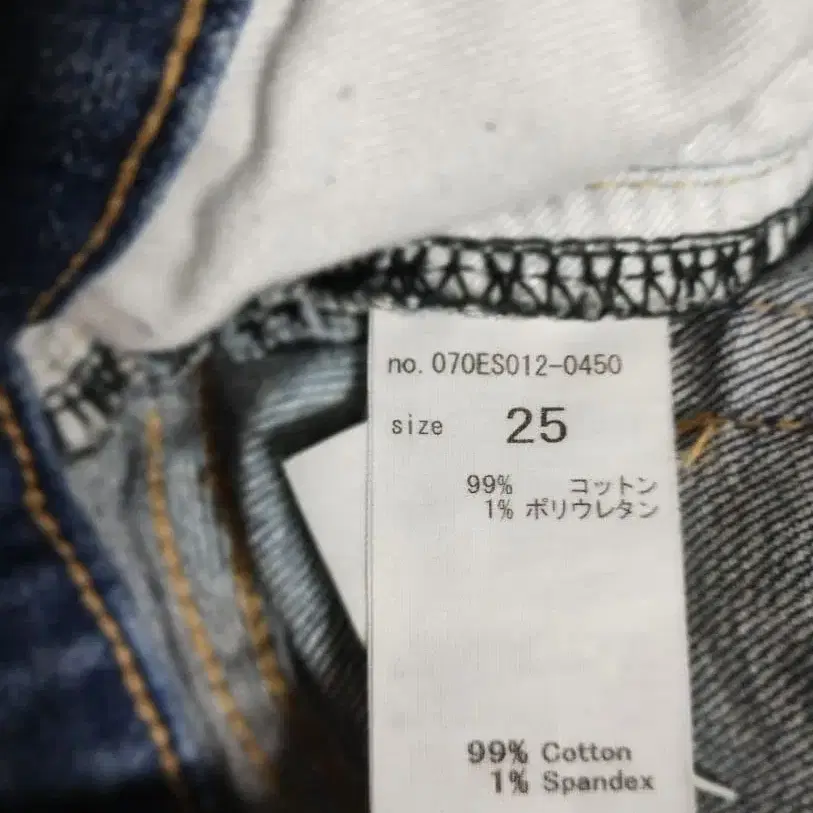 no. 070ES012-0450
size 25
99% コットン
1% ポリウレタン
99% Cotton
1% Spandex